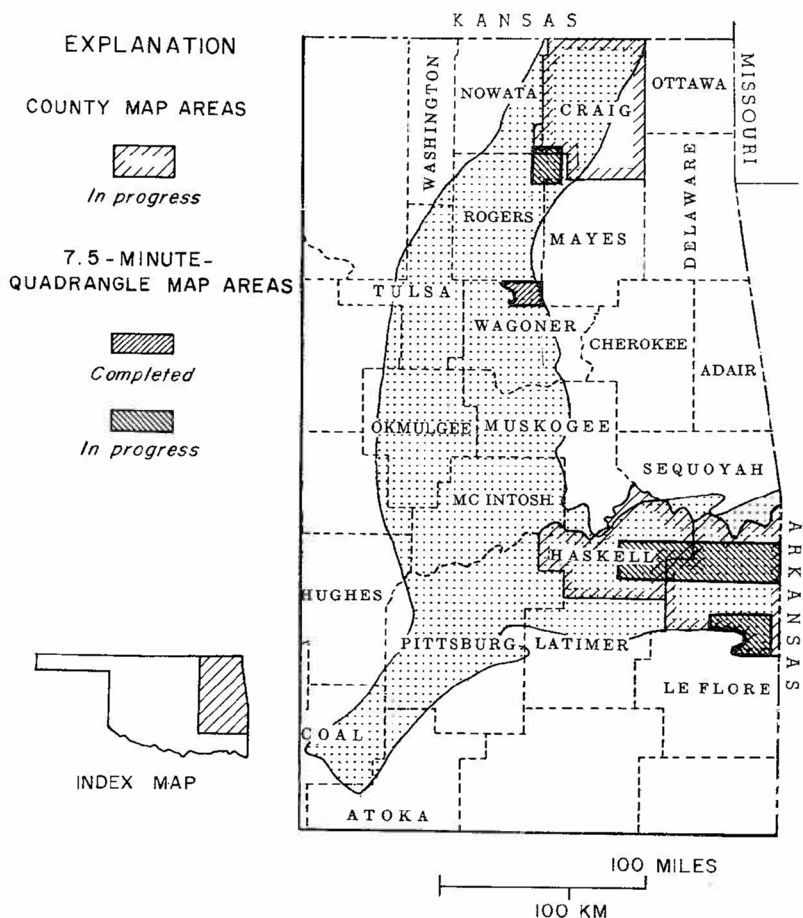 EXPLANATION
COUNTY MAP AREAS
In progress
7.5-MINUTE-
QUADRANGLE MAP AREAS
Completed
In progress
INDEX MAP
KANSAS
MISSOURI
ARKANSAS
WASHINGTON
NOWATA
CRAIG
OTTAWA
ROGERS
MAYES
DELAWARE
TULSA
WAGONER
CHEROKEE
ADAIR
OKMULGEE
MUSKOGEE
SEQUOYAH
MCINTOSH
HASKELL
HUGHES
PITTSBURG
LATIMER
LE FLORE
COAL
ATOKA
100 MILES
100 KM